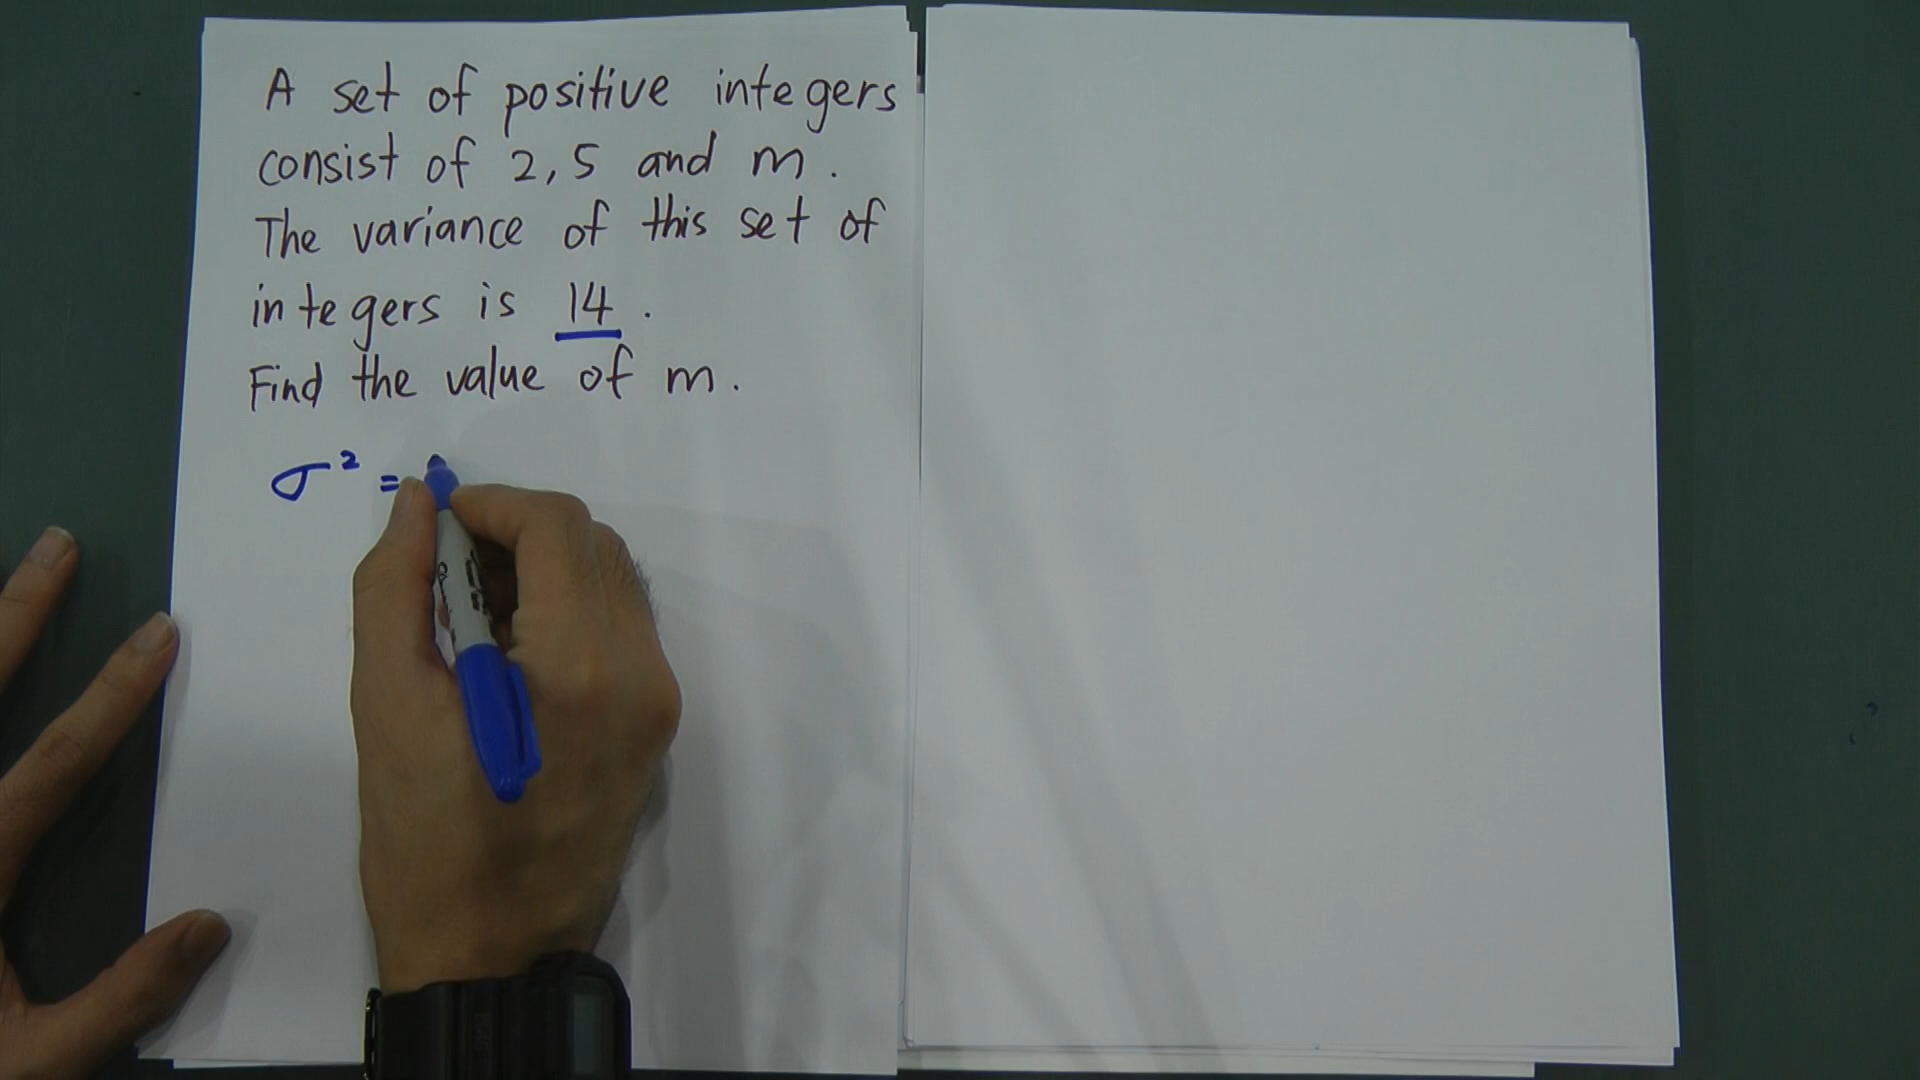 A set of positive integers
consist of 2, 5 and m.
The variance of this set of
integers is 14.
Find the value of m.
σ² =